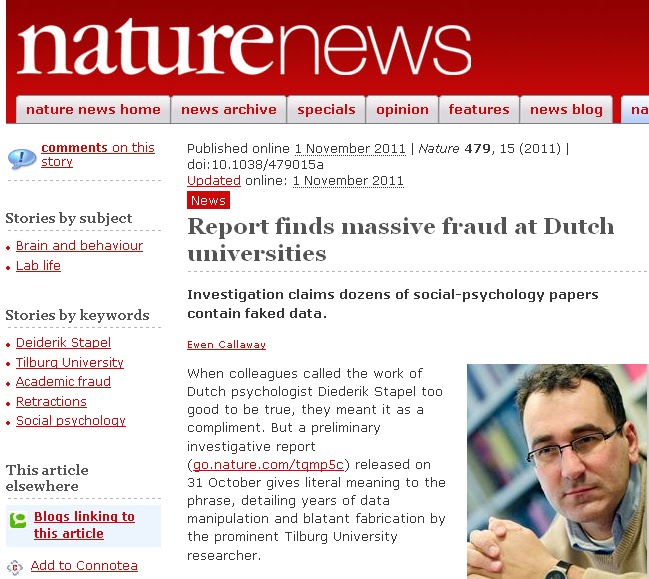 naturenews
nature news home
news archive
specials
opinion
features
news blog
na
comments on this
story
Stories by subject
• Brain and behaviour
• Lab life
Stories by keywords
• Deiderik Stapel
• Tilburg University
• Academic fraud
• Retractions
• Social psychology
This article
elsewhere
Blogs linking to
this article
Add to Connotea
Published online 1 November 2011 | Nature 479, 15 (2011) |
doi:10.1038/479015a
Updated online: 1 November 2011
News
Report finds massive fraud at Dutch
universities
Investigation claims dozens of social-psychology papers
contain faked data.
Ewen Callaway
When colleagues called the work of
Dutch psychologist Diederik Stapel too
good to be true, they meant it as a
compliment. But a preliminary
investigative report
(go.nature.com/tqmp5c) released on
31 October gives literal meaning to the
phrase, detailing years of data
manipulation and blatant fabrication by
the prominent Tilburg University
researcher.